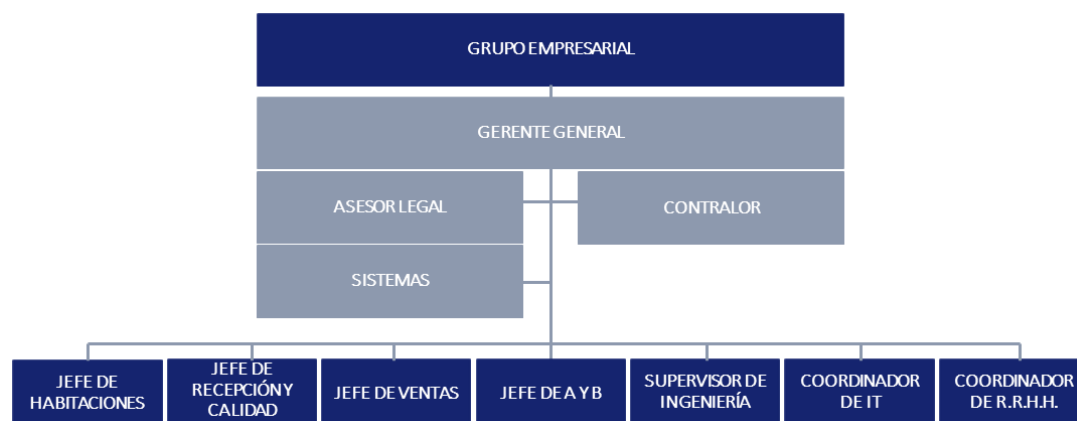 GRUPO EMPRESARIAL
GERENTE GENERAL
ASESOR LEGAL
CONTRALOR
SISTEMAS
JEFE DE
HABITACIONES
JEFE DE
RECEPCIÓN Y
CALIDAD
JEFE DE VENTAS
JEFE DE A Y B
SUPERVISOR DE
INGENIERÍA
COORDINADOR
DE IT
COORDINADOR
DE R.R.H.H.